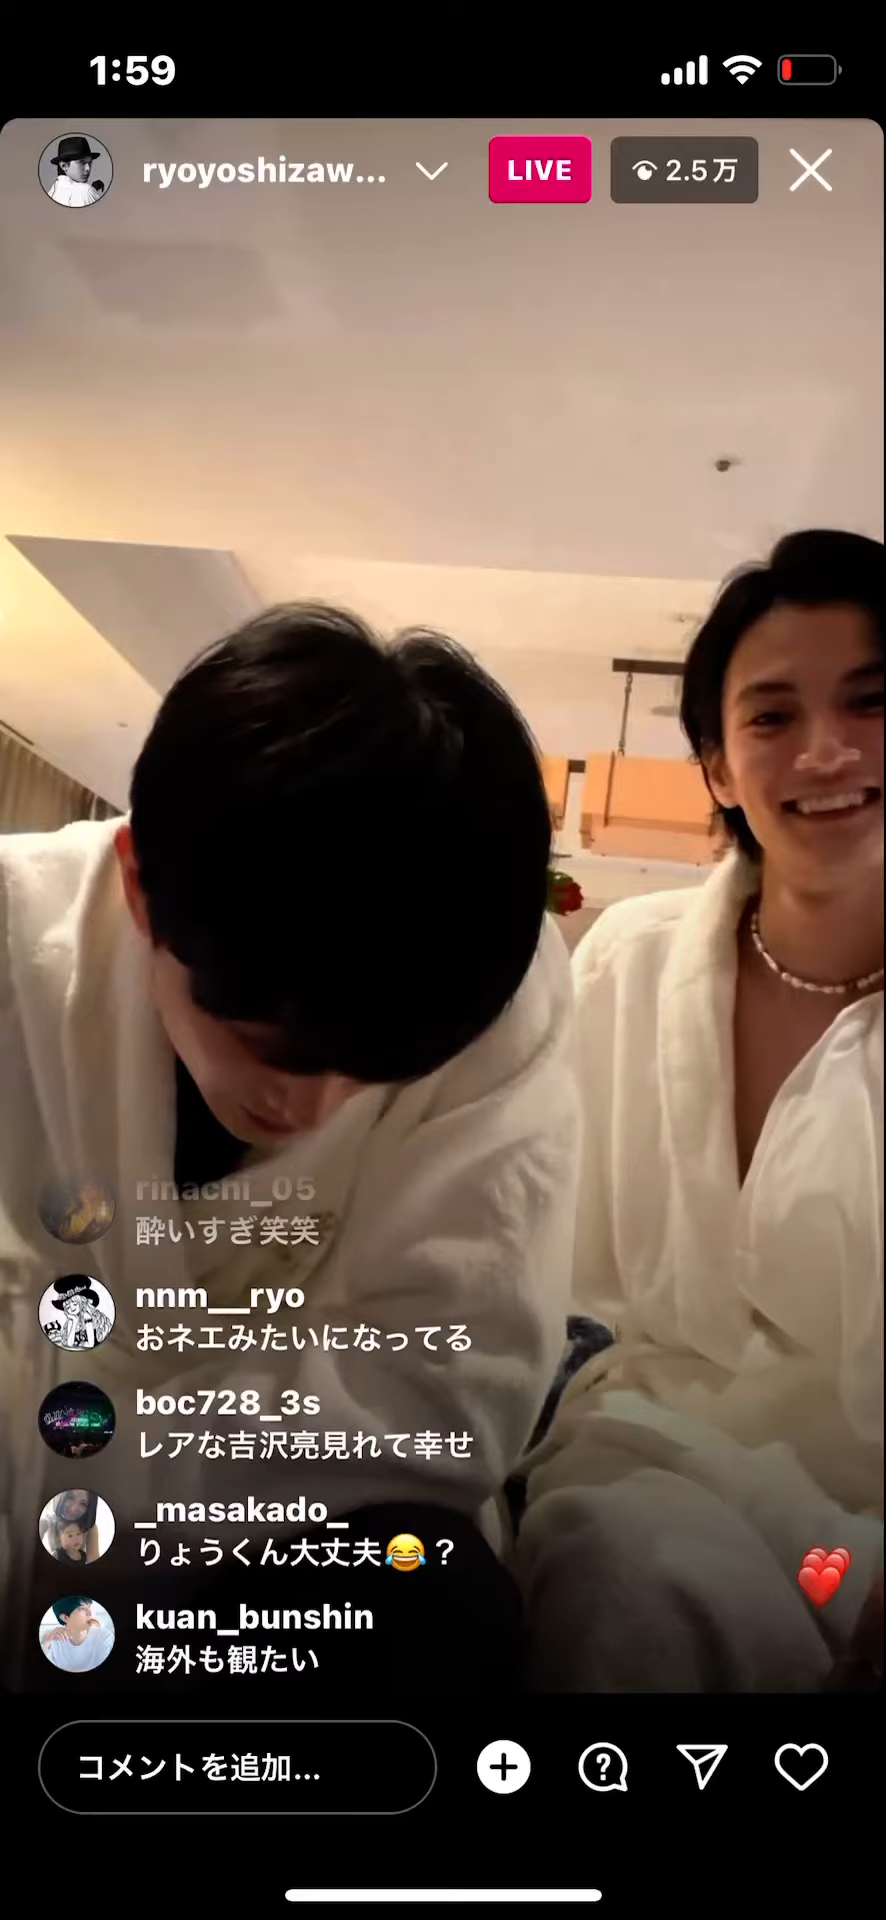 1:59
ryoyoshizaw...
LIVE
2.5万
rinachi_05
酔いすぎ笑笑
nnm__ryo
おネエみたいになってる
boc728_3s
レアな吉沢亮見れて幸せ
_masakado_
りょうくん大丈夫😂？
kuan_bunshin
海外も観たい
コメントを追加...